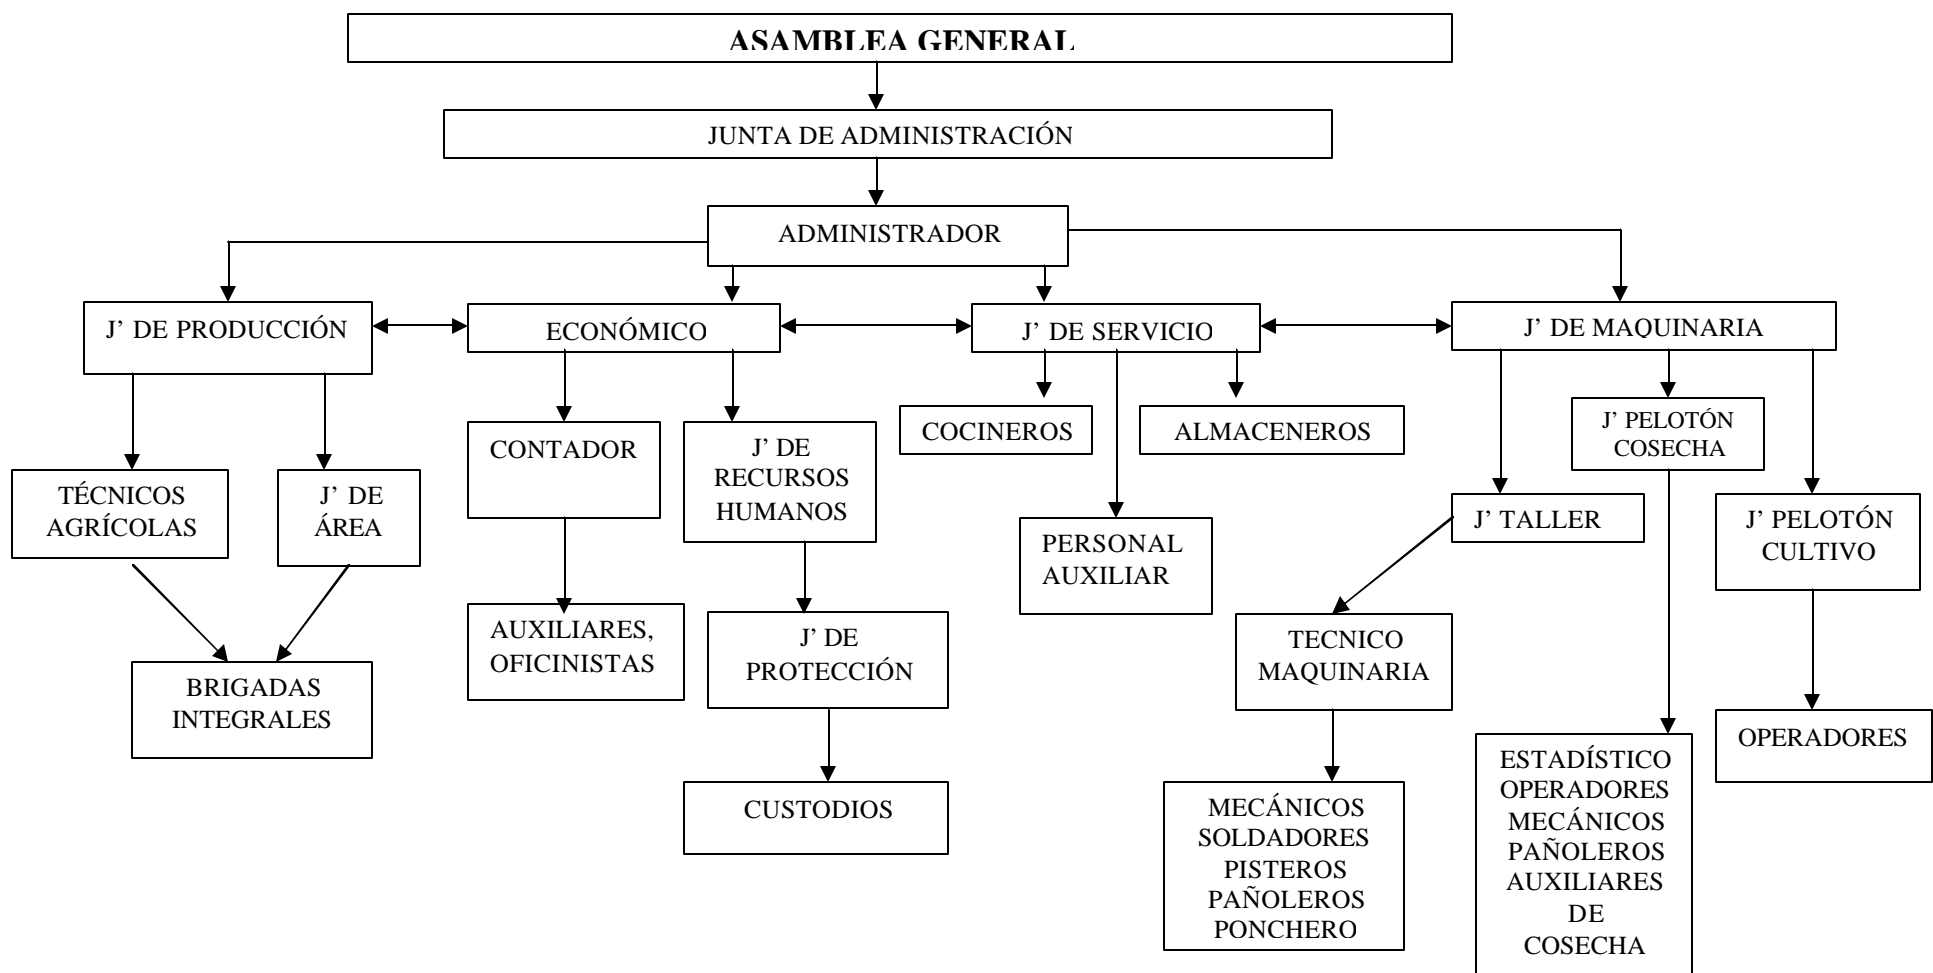 ASAMBLEA GENERAL
JUNTA DE ADMINISTRACIÓN
ADMINISTRADOR
J’ DE PRODUCCIÓN
ECONÓMICO
J’ DE SERVICIO
J’ DE MAQUINARIA
TÉCNICOS
AGRÍCOLAS
J’ DE
ÁREA
BRIGADAS
INTEGRALES
CONTADOR
AUXILIARES,
OFICINISTAS
J’ DE
RECURSOS
HUMANOS
J’ DE
PROTECCIÓN
CUSTODIOS
COCINEROS
PERSONAL
AUXILIAR
ALMACENEROS
J’ TALLER
TECNICO
MAQUINARIA
MECÁNICOS
SOLDADORES
PISTEROS
PAÑOLEROS
PONCHERO
J’ PELOTÓN
COSECHA
ESTADÍSTICO
OPERADORES
MECÁNICOS
PAÑOLEROS
AUXILIARES
DE
COSECHA
J’ PELOTÓN
CULTIVO
OPERADORES